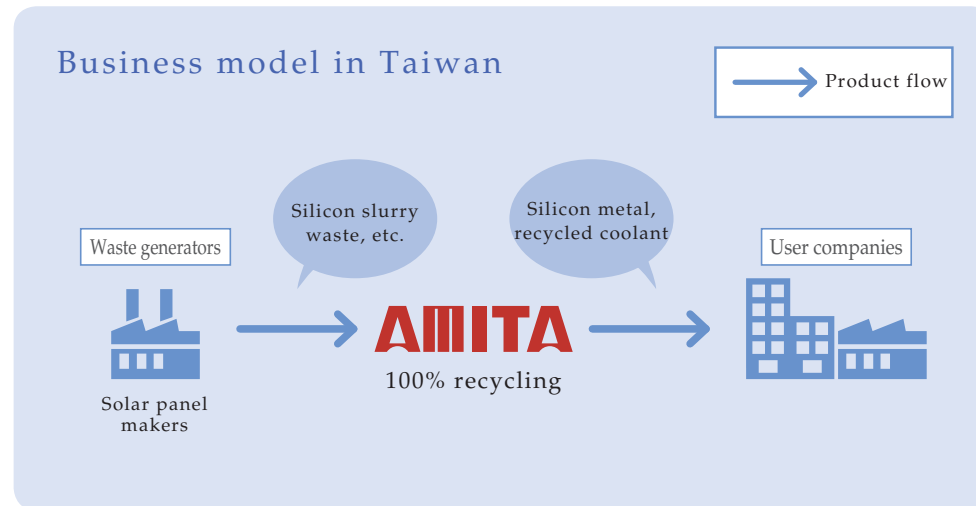 Business model in Taiwan
Product flow
Silicon slurry
waste, etc.
Silicon metal,
recycled coolant
Waste generators
User companies
AMITA
100% recycling
Solar panel
makers